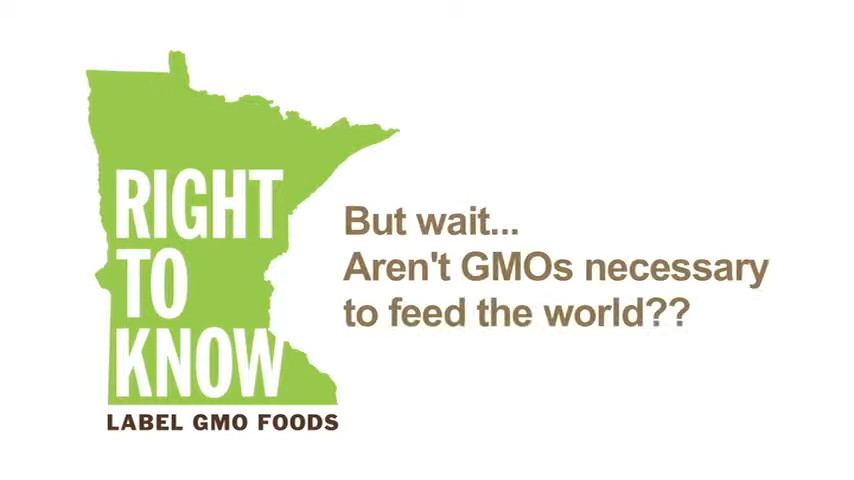 RIGHT
TO
KNOW
LABEL GMO FOODS
But wait...
Aren't GMOs necessary
to feed the world??